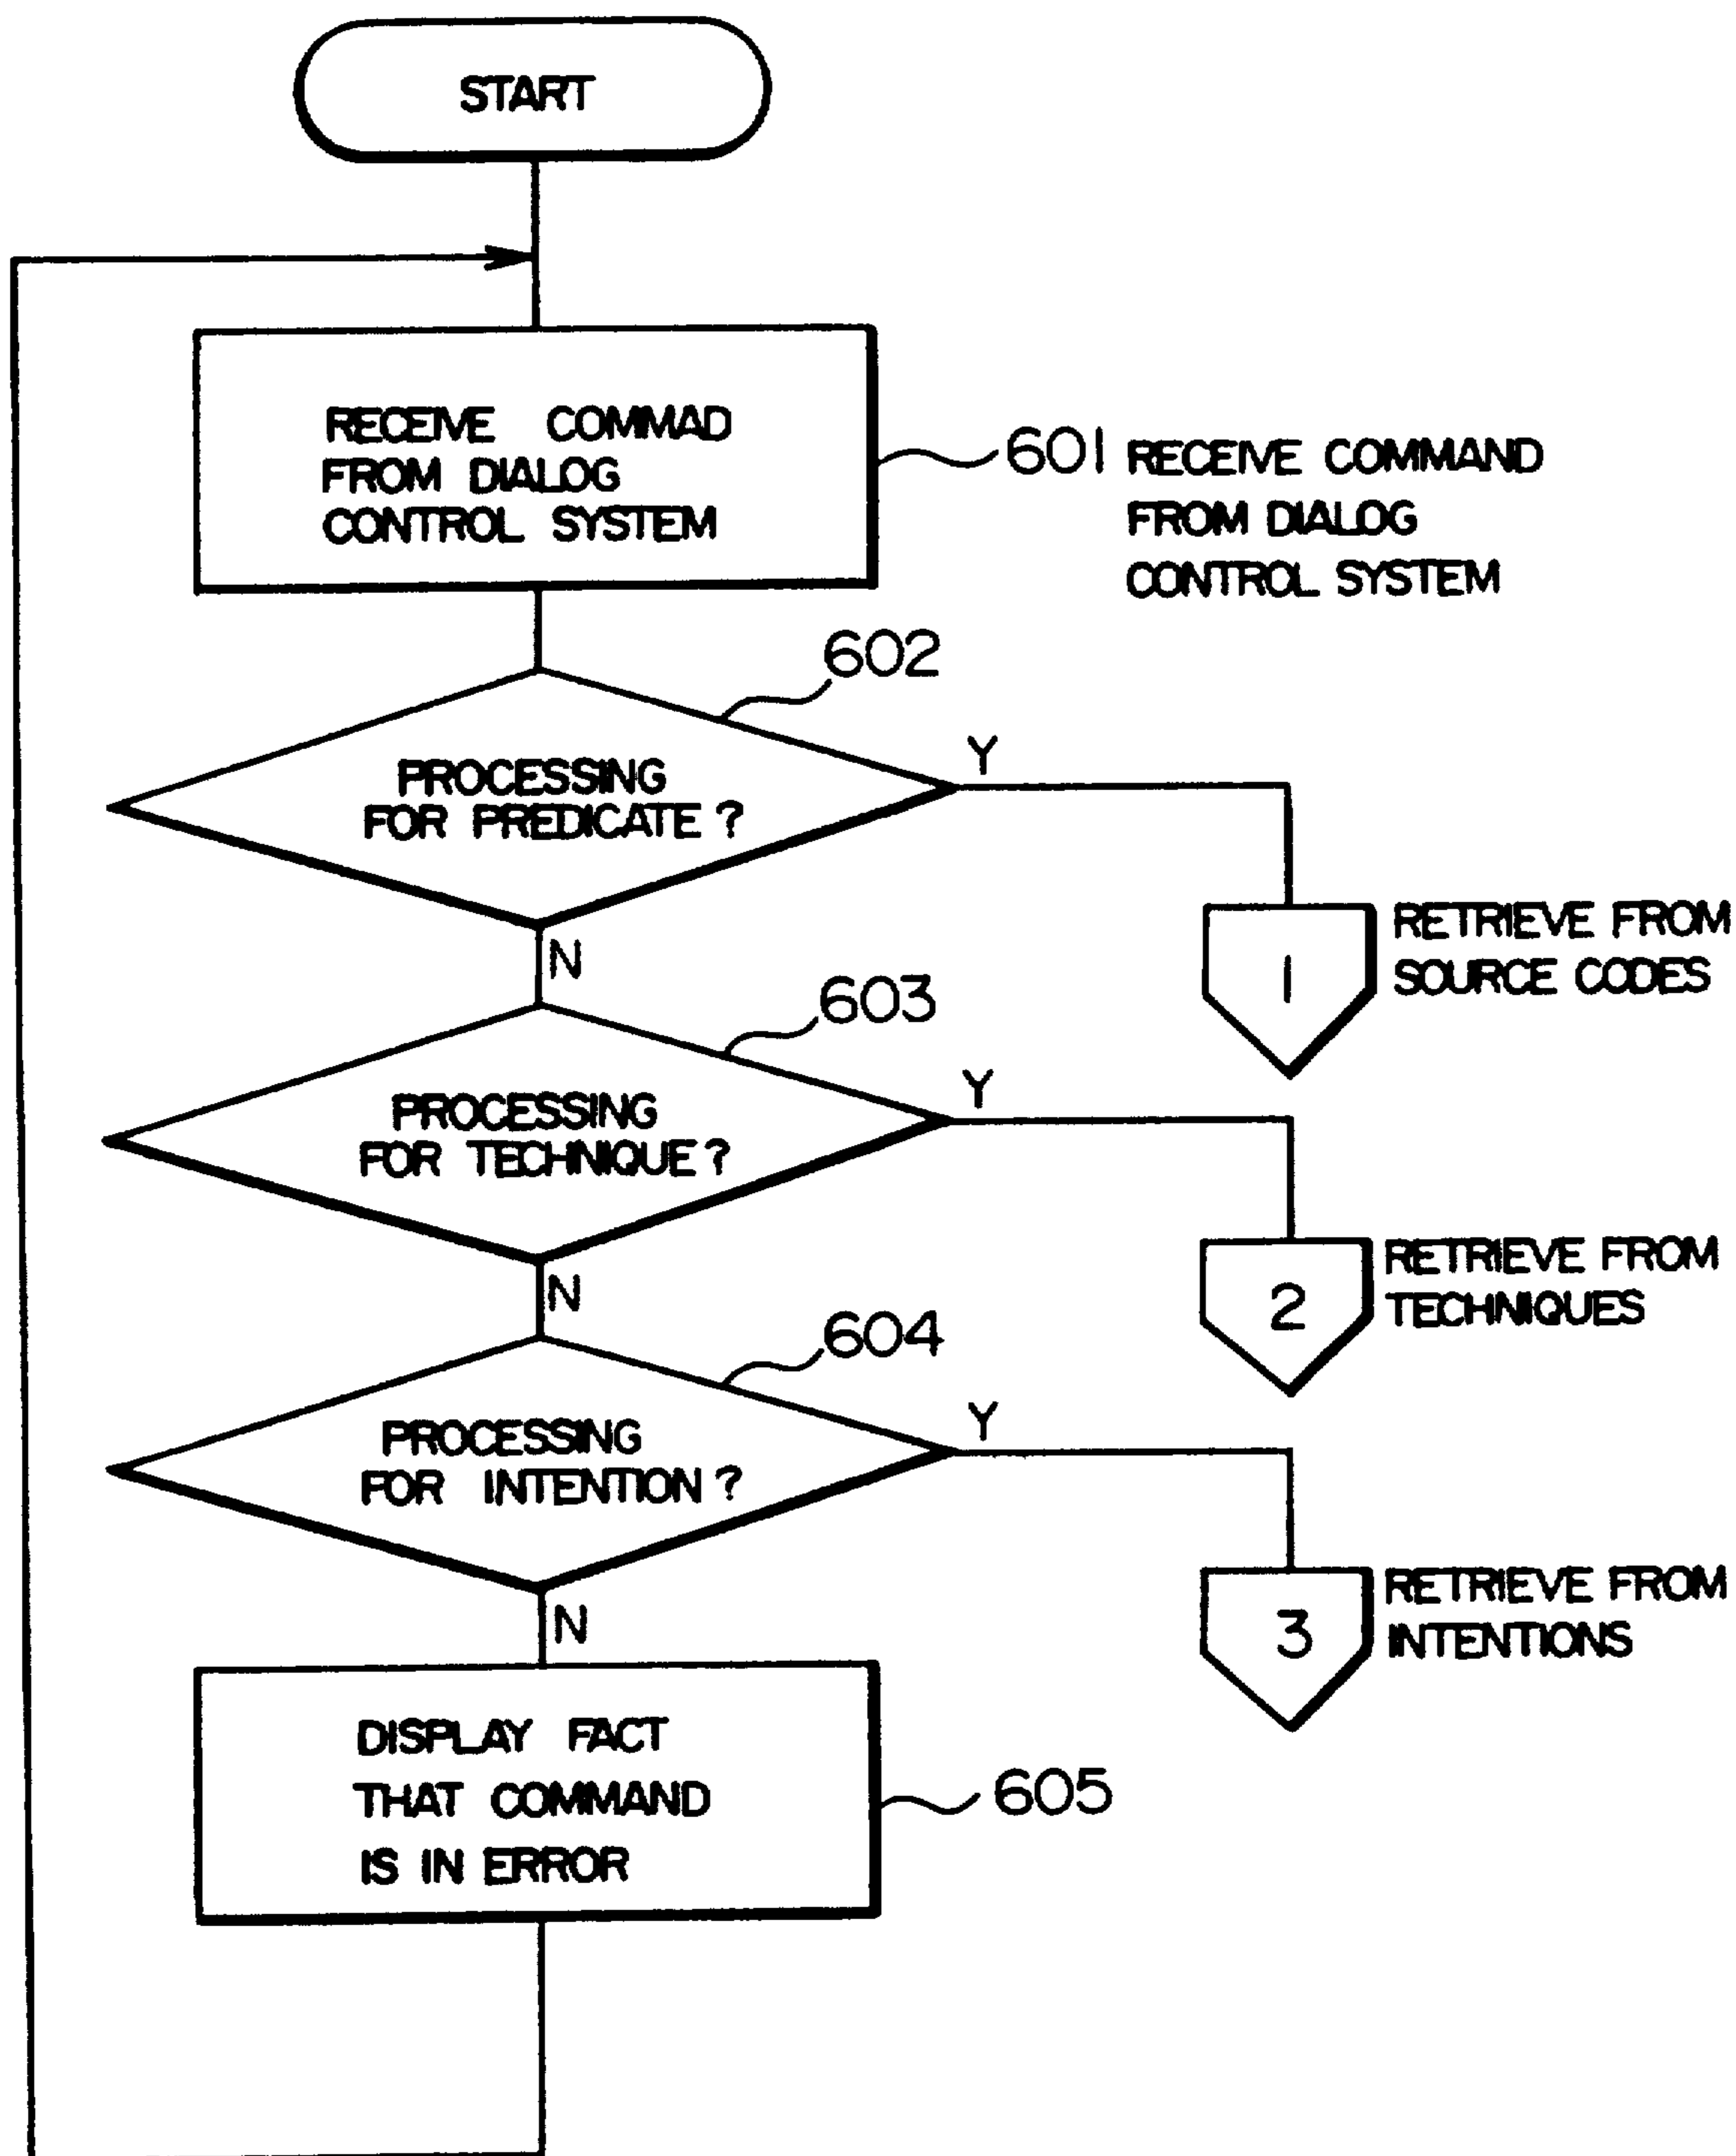 START
RECEIVE COMMAD
FROM DIALOG
CONTROL SYSTEM
601 RECEIVE COMMAND
FROM DIALOG
CONTROL SYSTEM
602
PROCESSING
FOR PREDICATE ?
Y
N
1
RETRIEVE FROM
SOURCE CODES
603
PROCESSING
FOR TECHNIQUE ?
Y
N
2
RETRIEVE FROM
TECHNIQUES
604
PROCESSING
FOR INTENTION ?
Y
N
3
RETRIEVE FROM
INTENTIONS
DISPLAY FACT
THAT COMMAND
IS IN ERROR
605